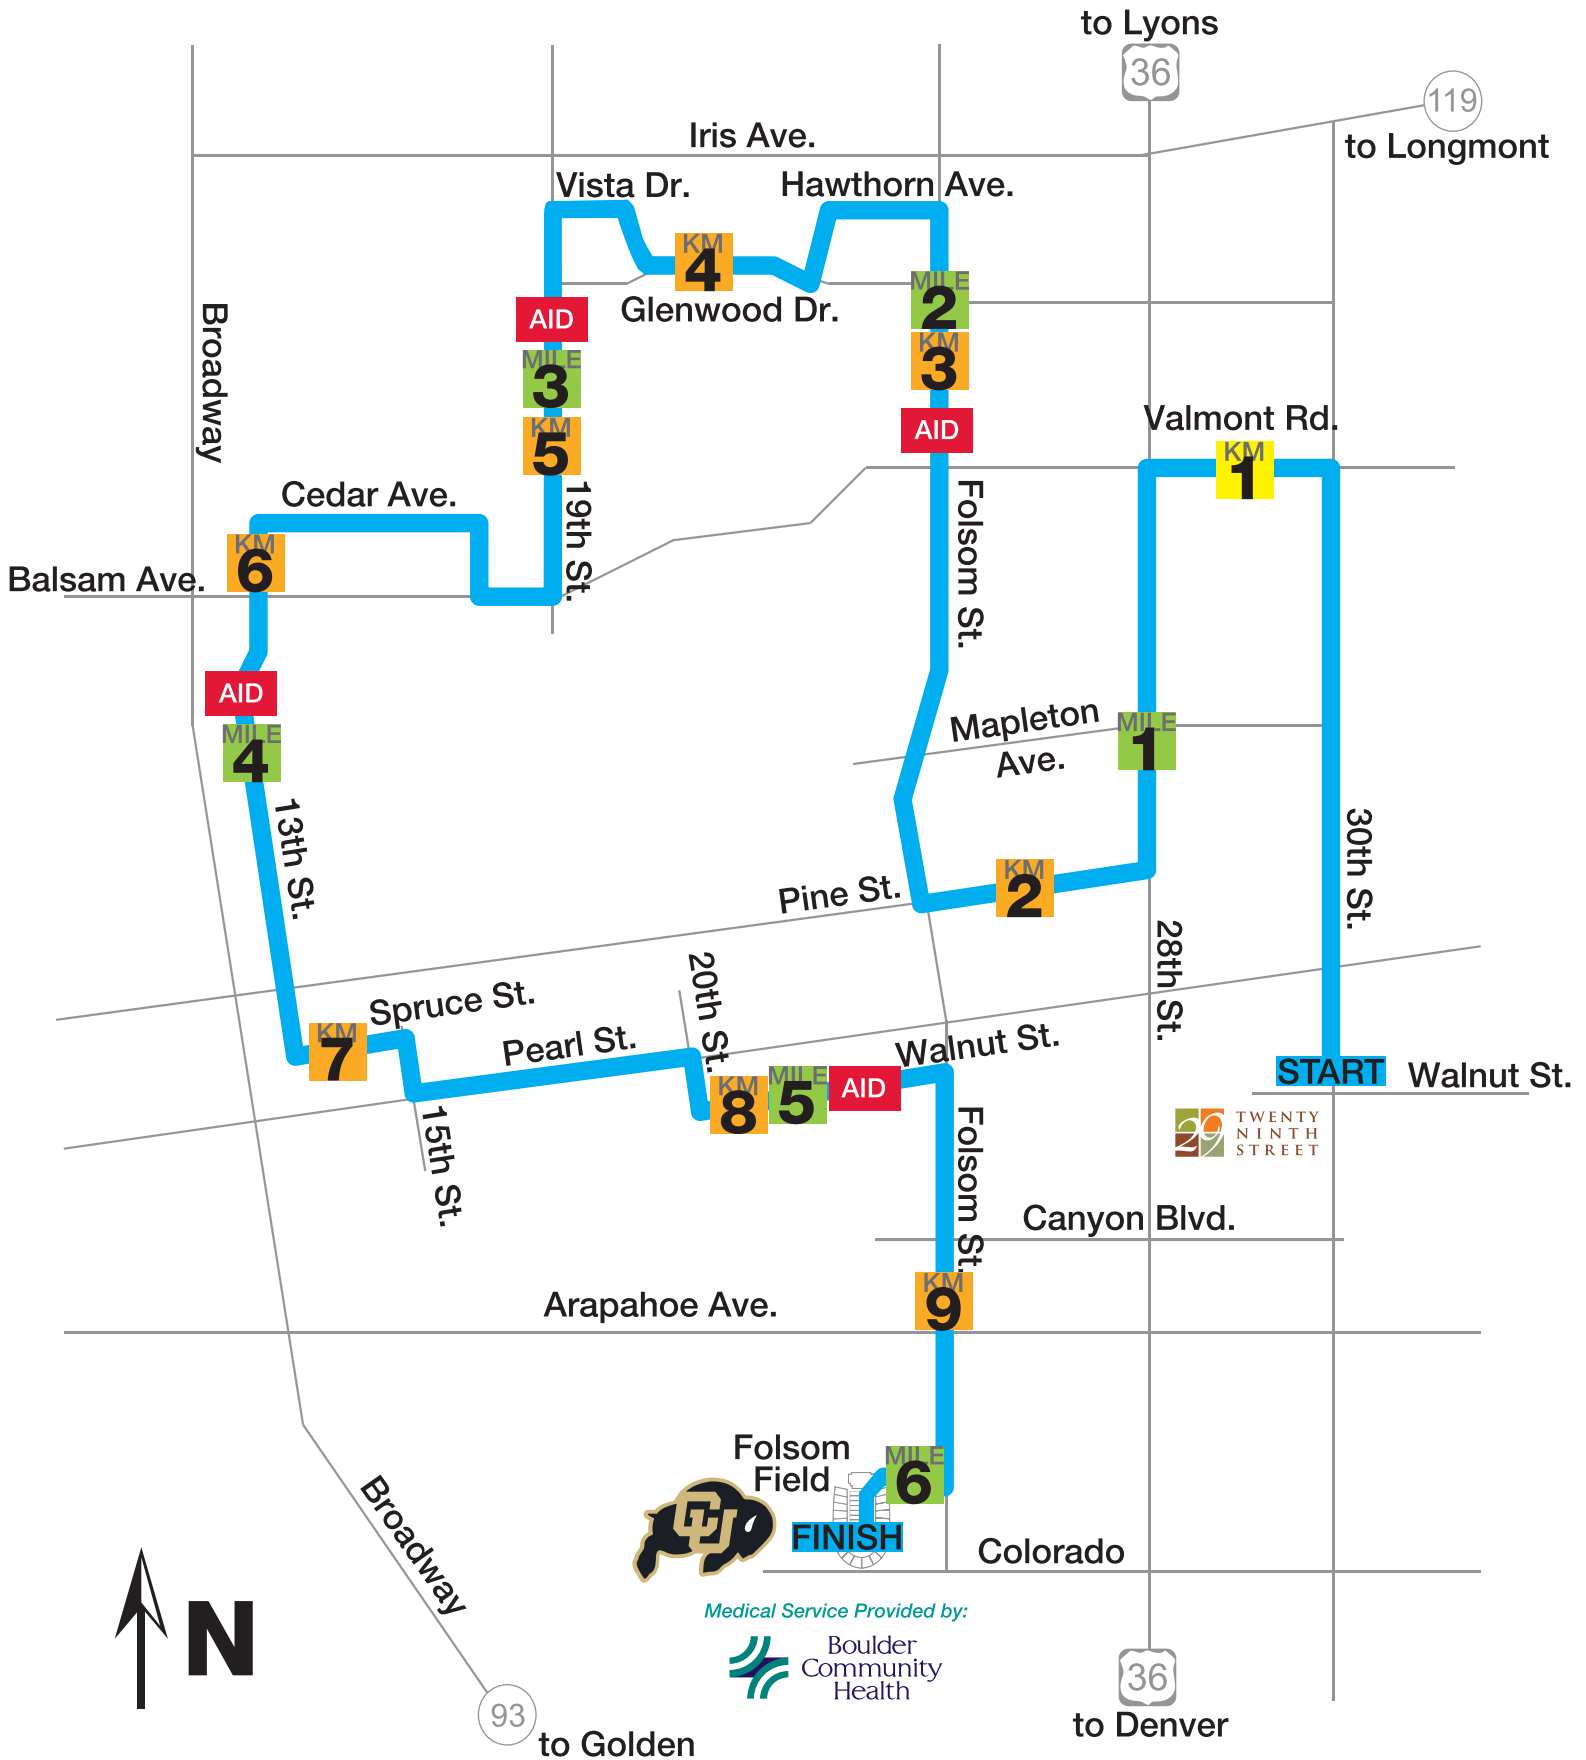 to Lyons
36
119
to Longmont
Iris Ave.
Vista Dr.
Hawthorn Ave.
KM
4
MILE
2
Glenwood Dr.
AID
Broadway
KM
3
MILE
3
AID
Valmont Rd.
KM
5
KM
1
Cedar Ave.
19th St.
Folsom St.
KM
6
Balsam Ave.
AID
MILE
4
Mapleton
Ave.
MILE
1
13th St.
30th St.
Pine St.
KM
2
28th St.
20th St.
Spruce St.
KM
7
Pearl St.
Walnut St.
START
Walnut St.
KM
8
MILE
5
AID
15th St.
Folsom St.
29
TWENTY
NINTH
STREET
Canyon Blvd.
KM
9
Arapahoe Ave.
Folsom
Field
MILE
6
CU
FINISH
Colorado
Broadway
N
Medical Service Provided by:
Boulder
Community
Health
36
to Denver
93
to Golden